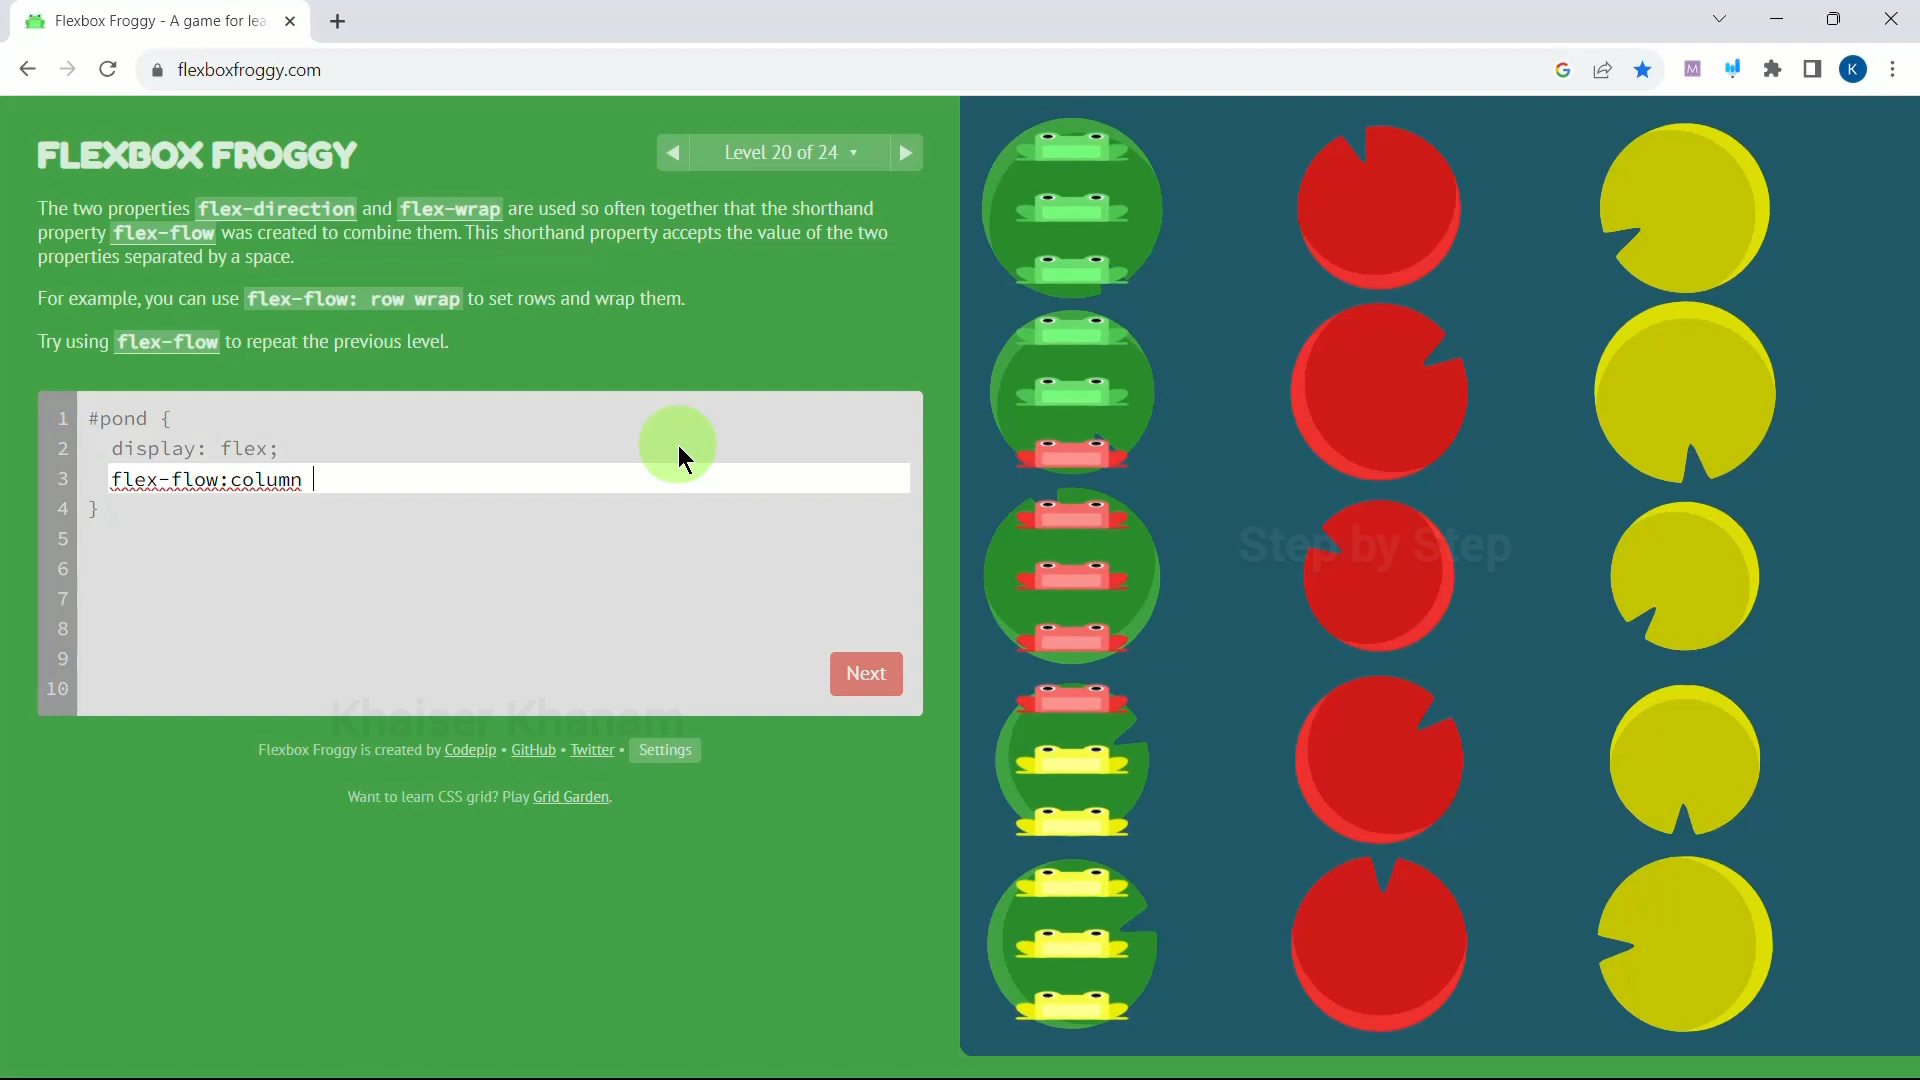 Flexbox Froggy - A game for lea
flexboxfroggy.com
M
K
FLEXBOX FROGGY
Level 20 of 24
The two properties flex-direction and flex-wrap are used so often together that the shorthand
property flex-flow was created to combine them. This shorthand property accepts the value of the two
properties separated by a space.
For example, you can use flex-flow: row wrap to set rows and wrap them.
Try using flex-flow to repeat the previous level.
1 #pond {
2 display: flex;
3 flex-flow:column
4 }
5
6
7
8
9
10
Next
Khaiser Khanam
Flexbox Froggy is created by Codepip • GitHub • Twitter • Settings
Want to learn CSS grid? Play Grid Garden.
Step by Step